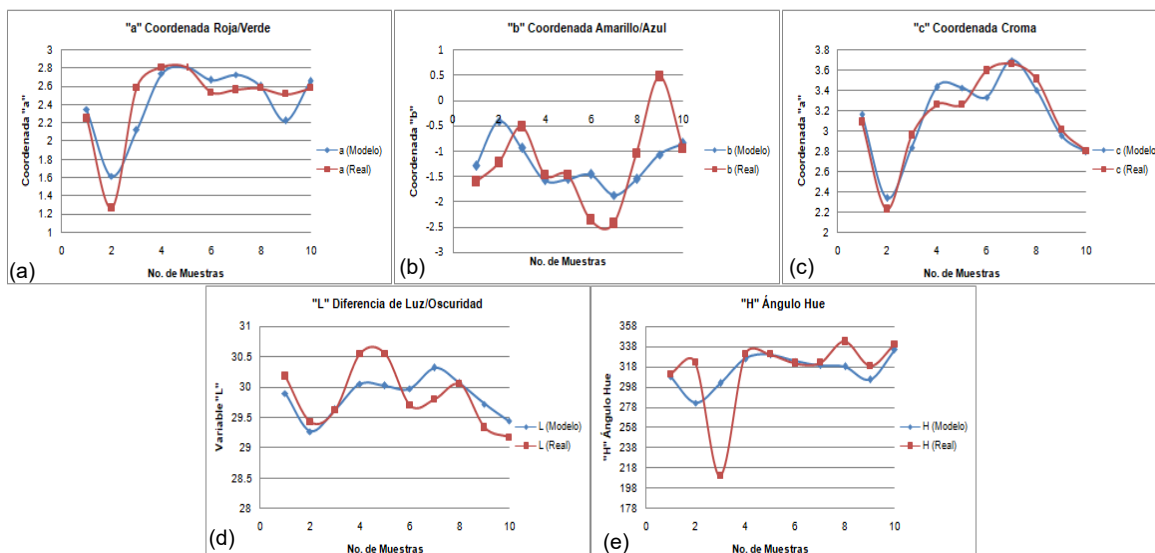 "a" Coordenada Roja/Verde
Coordenada "a"
3
2.8
2.6
2.4
2.2
2
1.8
1.6
1.4
1.2
1
0 2 4 6 8 10
No. de Muestras
a (Modelo)
a (Real)
(a)
"b" Coordenada Amarillo/Azul
Coordenada "b"
1
0.5
0
-0.5
-1
-1.5
-2
-2.5
-3
0 2 4 6 8 10
No. de Muestras
b (Modelo)
b (Real)
(b)
"c" Coordenada Croma
Coordenada "a"
3.8
3.6
3.4
3.2
3
2.8
2.6
2.4
2.2
2
0 2 4 6 8 10
No. de Muestras
c (Modelo)
c (Real)
(c)
"L" Diferencia de Luz/Oscuridad
Variable "L"
31
30.5
30
29.5
29
28.5
28
0 2 4 6 8 10
No. de Muestras
L (Modelo)
L (Real)
(d)
"H" Ángulo Hue
"H" Ángulo Hue
358
338
318
298
278
258
238
218
198
178
0 2 4 6 8 10
No. de Muestras
H (Modelo)
H (Real)
(e)